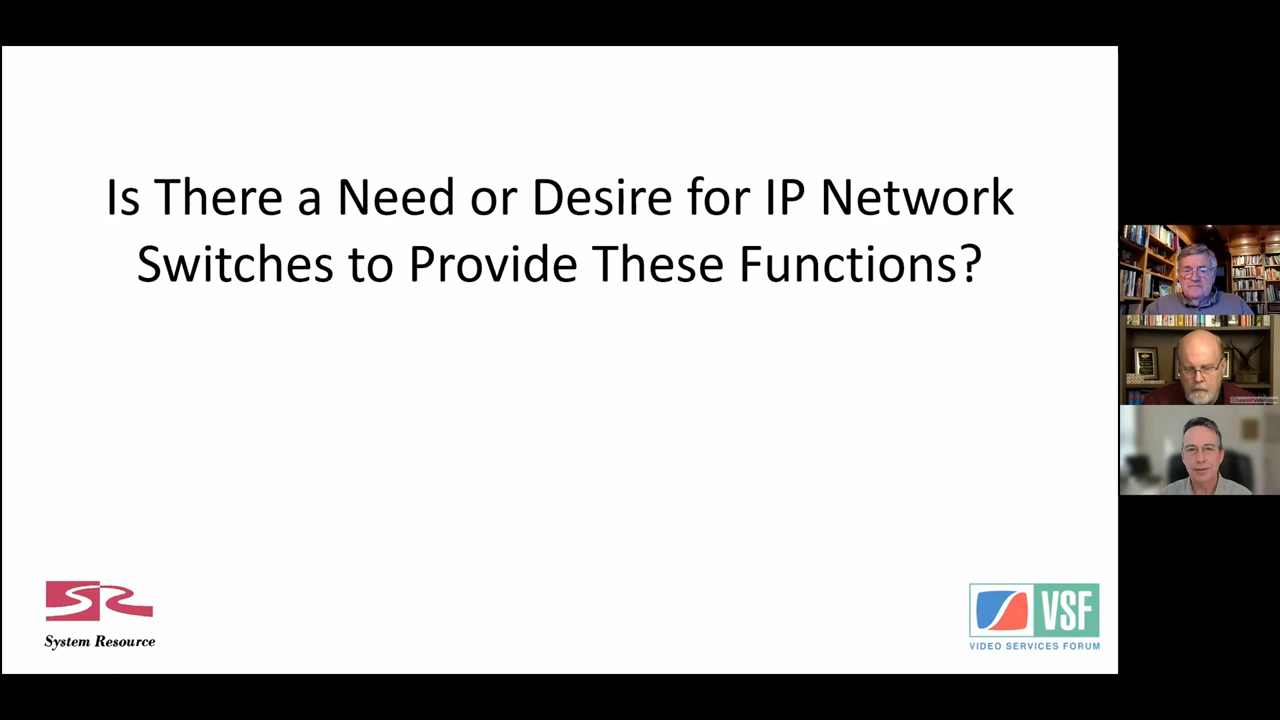 Is There a Need or Desire for IP Network
Switches to Provide These Functions?
System Resource
VSF
VIDEO SERVICES FORUM